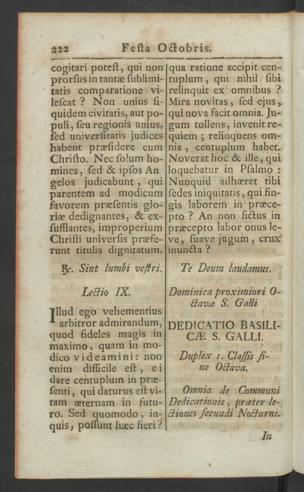 222 Festa Octobris.
cogitari potest, qui non
prorsus in tantæ sublimi-
tatis comparatione vi-
lescat ? Non unius si-
quidem civitatis, aut po-
puli, seu regionis unius,
sed universitatis judices
habent præsidere cum
Christo. Nec solum ho-
mines, sed & ipsos An
gelos judicabunt, qui
parentem ad modicum
favorem præsentis glo-
riæ dedignantes, & ex-
sufflantes, improperium
Christi universis præfe-
runt titulis dignitatum.
℟. Sint lumbi vestri.
Lectio IX.
Illud ego vehementius
arbitror admirandum,
quod fideles magis in
maximo, quam in mo-
dico videamini: non
enim difficile est, ei
dare centuplum in præ-
senti, qui daturus est vi-
tam æternam in futu-
ro. Sed quomodo, in-
quis, possunt hæc fieri ?
qua ratione accipit cen-
tuplum, qui nihil sibi
relinquit ex omnibus ?
Mira novitas, sed ejus,
qui nova facit omnia. Ju-
gum tollens, invenit re-
quiem ; relinquens om-
nia, centuplum habet.
Noverat hoc & ille, qui
loquebatur in Psalmo :
Nunquid adhæret tibi
sedes iniquitatis, qui fin-
gis laborem in præce-
pto ? An non fictus in
præcepto labor onus le-
ve, suave jugum, crux
inuncta ?
Te Deum laudamus.
Dominica proximiori O-
ctavæ S. Galli
DEDICATIO BASILI-
CÆ S. GALLI.
Duplex 1. Classis si-
ne Octava.
Omnia de Communi
Dedicationis, præter le-
ctiones secundi Nocturni.
In